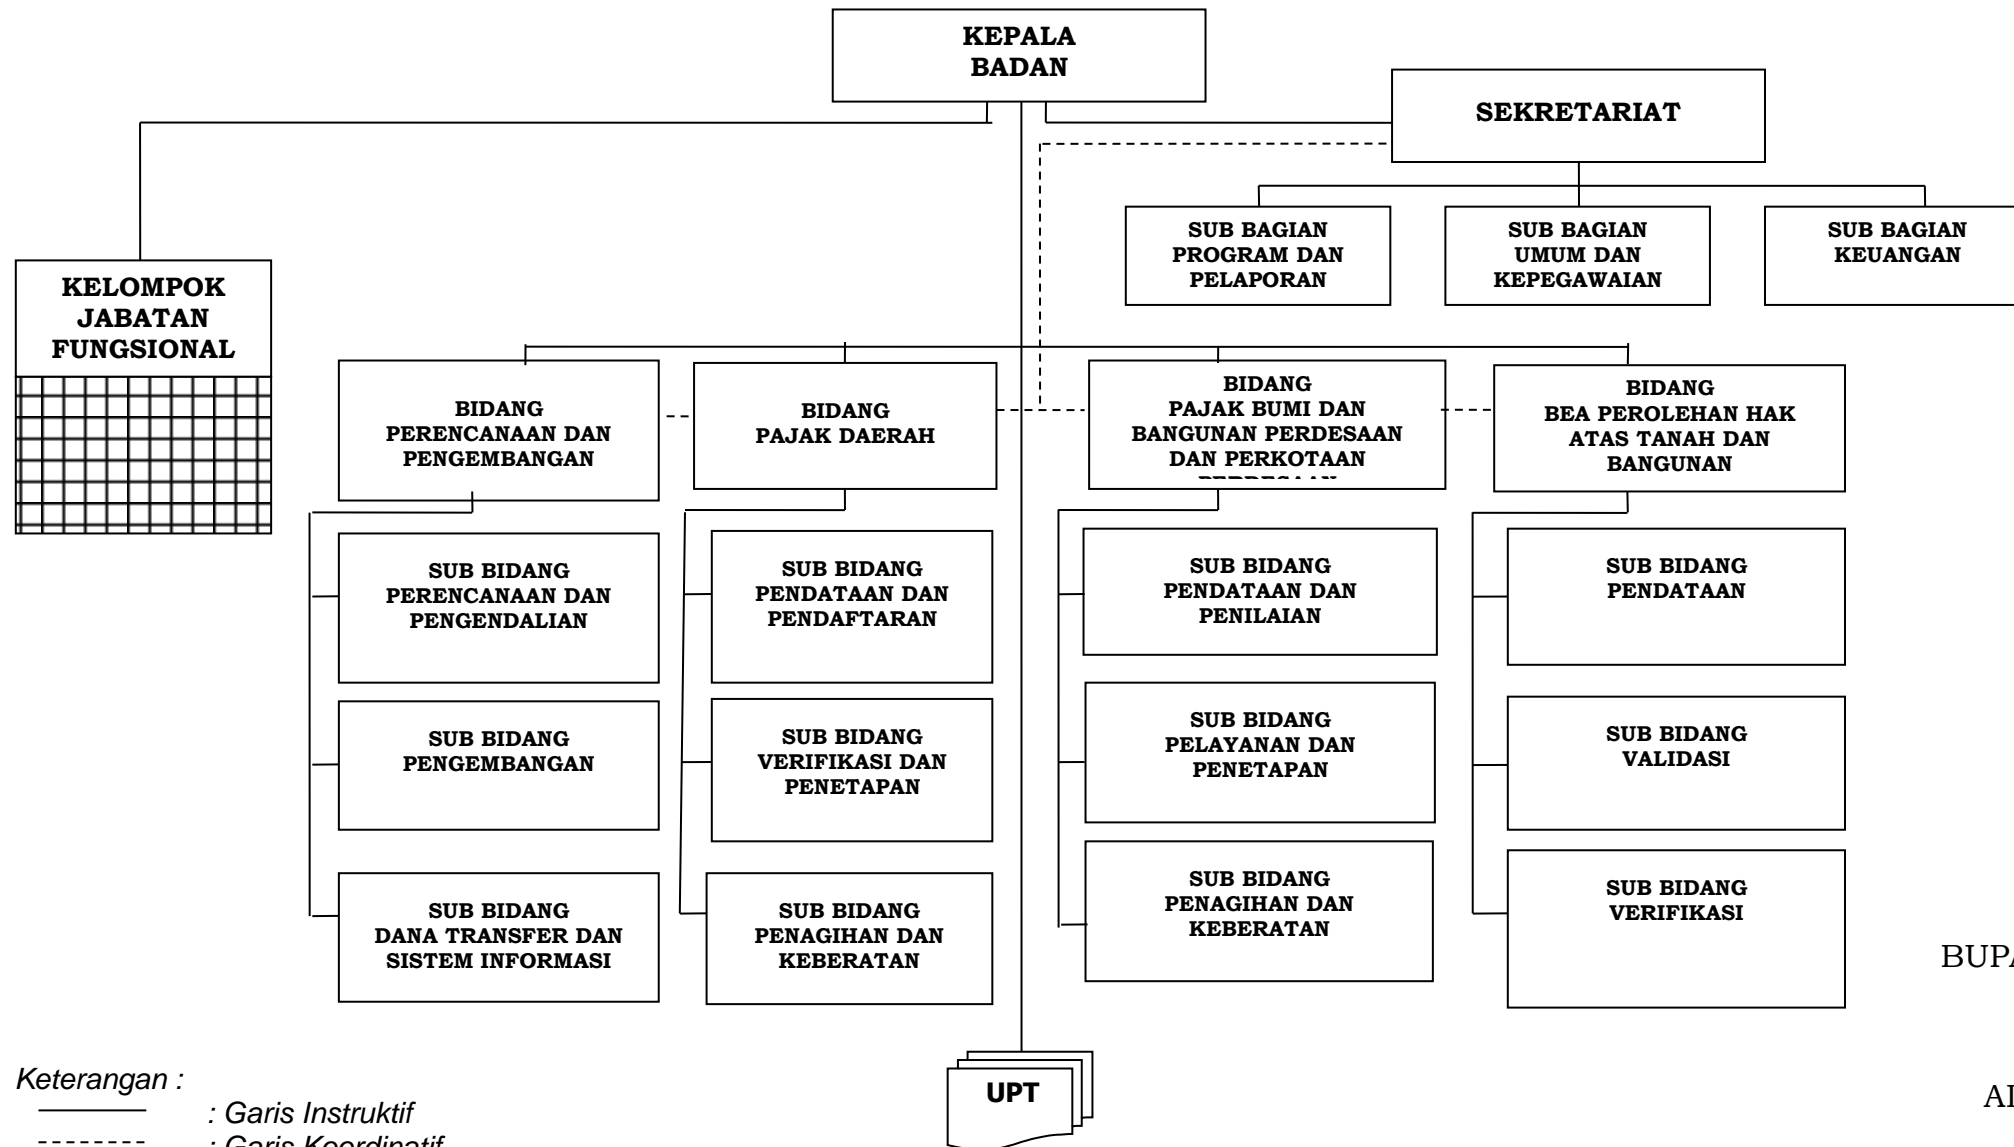 KEPALA
BADAN
SEKRETARIAT
SUB BAGIAN
PROGRAM DAN
PELAPORAN
SUB BAGIAN
UMUM DAN
KEPEGAWAIAN
SUB BAGIAN
KEUANGAN
KELOMPOK
JABATAN
FUNGSIONAL
BIDANG
PERENCANAAN DAN
PENGEMBANGAN
BIDANG
PAJAK DAERAH
BIDANG
PAJAK BUMI DAN
BANGUNAN PERDESAAN
DAN PERKOTAAN
BIDANG
BEA PEROLEHAN HAK
ATAS TANAH DAN
BANGUNAN
SUB BIDANG
PERENCANAAN DAN
PENGENDALIAN
SUB BIDANG
PENGEMBANGAN
SUB BIDANG
DANA TRANSFER DAN
SISTEM INFORMASI
SUB BIDANG
PENDATAAN DAN
PENDAFTARAN
SUB BIDANG
VERIFIKASI DAN
PENETAPAN
SUB BIDANG
PENAGIHAN DAN
KEBERATAN
SUB BIDANG
PENDATAAN DAN
PENILAIAN
SUB BIDANG
PELAYANAN DAN
PENETAPAN
SUB BIDANG
PENAGIHAN DAN
KEBERATAN
SUB BIDANG
PENDATAAN
SUB BIDANG
VALIDASI
SUB BIDANG
VERIFIKASI
UPT
Keterangan :
: Garis Instruktif
: Garis Koordinatif